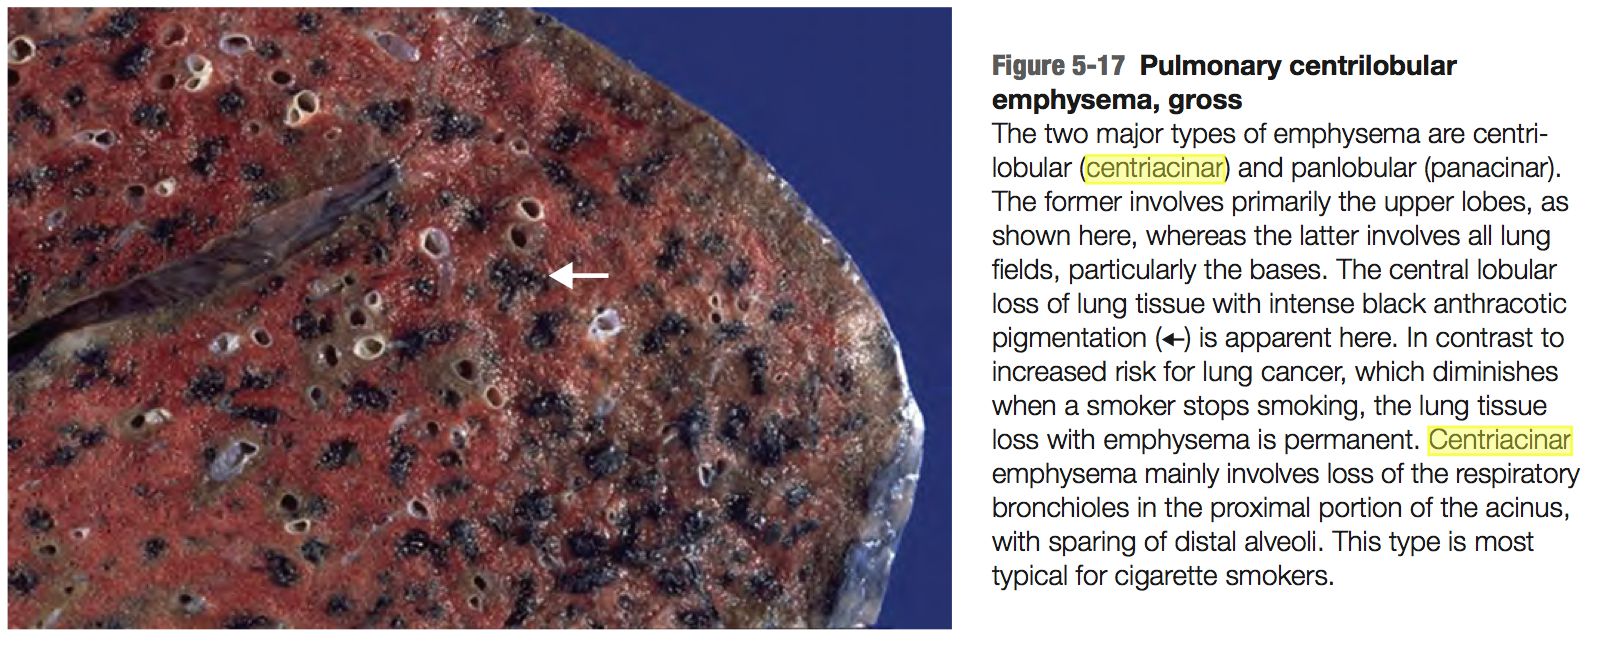 Figure 5-17 Pulmonary centrilobular
emphysema, gross
The two major types of emphysema are centri-
lobular (centriacinar) and panlobular (panacinar).
The former involves primarily the upper lobes, as
shown here, whereas the latter involves all lung
fields, particularly the bases. The central lobular
loss of lung tissue with intense black anthracotic
pigmentation (←) is apparent here. In contrast to
increased risk for lung cancer, which diminishes
when a smoker stops smoking, the lung tissue
loss with emphysema is permanent. Centriacinar
emphysema mainly involves loss of the respiratory
bronchioles in the proximal portion of the acinus,
with sparing of distal alveoli. This type is most
typical for cigarette smokers.